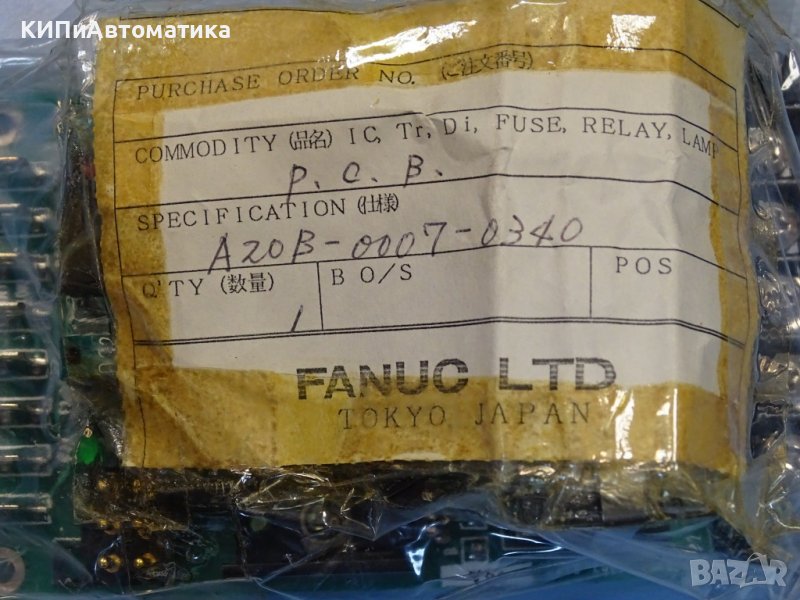 КИПиАвтоматика
PURCHASE ORDER NO. (ご注文番号)
COMMODITY (品名) IC, Tr, Di, FUSE, RELAY, LAMP
P. C. B.
SPECIFICATION (仕様)
A20B-0007-0340
Q'TY (数量) B O/S POS
1
FANUC LTD
TOKYO JAPAN
BAZAR